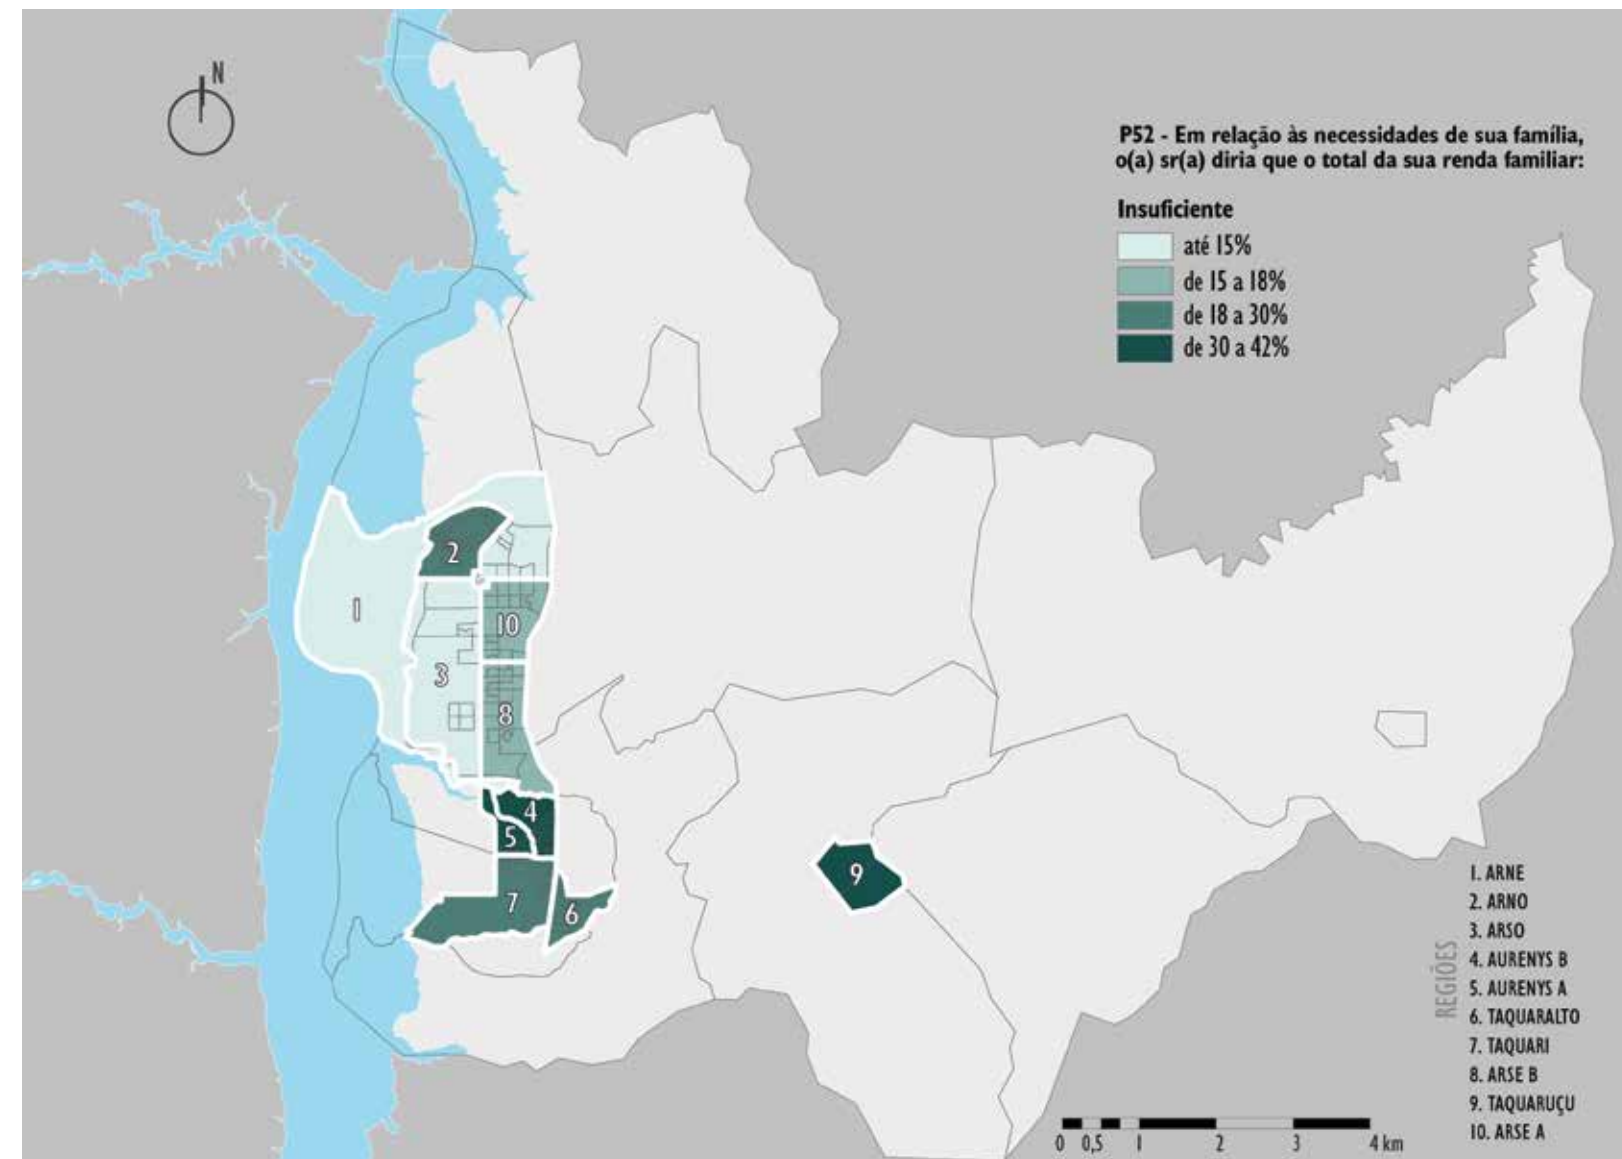 N
P52 - Em relação às necessidades de sua família,
o(a) sr(a) diria que o total da sua renda familiar:
Insuficiente
até 15%
de 15 a 18%
de 18 a 30%
de 30 a 42%
2
1
10
3
8
4
5
9
7
6
REGIÕES
1. ARNE
2. ARNO
3. ARSO
4. AURENYS B
5. AURENYS A
6. TAQUARALTO
7. TAQUARI
8. ARSE B
9. TAQUARUÇU
10. ARSE A
0 0,5 1 2 3 4 km